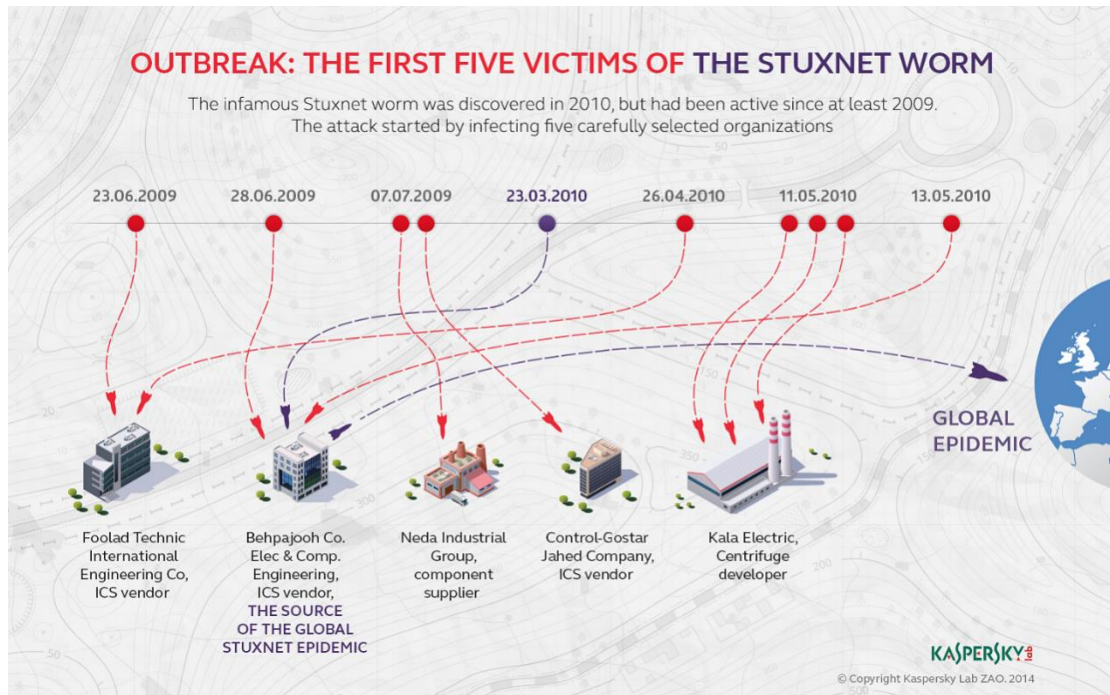 OUTBREAK: THE FIRST FIVE VICTIMS OF THE STUXNET WORM
The infamous Stuxnet worm was discovered in 2010, but had been active since at least 2009.
The attack started by infecting five carefully selected organizations
23.06.2009
28.06.2009
07.07.2009
23.03.2010
26.04.2010
11.05.2010
13.05.2010
GLOBAL
EPIDEMIC
Foolad Technic
International
Engineering Co,
ICS vendor
Behpajooh Co.
Elec & Comp.
Engineering,
ICS vendor,
THE SOURCE
OF THE GLOBAL
STUXNET EPIDEMIC
Neda Industrial
Group,
component
supplier
Control-Gostar
Jahed Company,
ICS vendor
Kala Electric,
Centrifuge
developer
KASPERSKY lab
© Copyright Kaspersky Lab ZAO. 2014